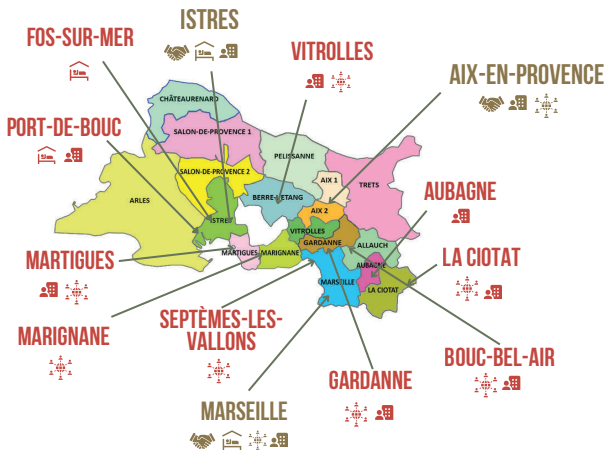 ISTRES
FOS-SUR-MER
VITROLLES
AIX-EN-PROVENCE
CHÂTEAURENARD
PORT-DE-BOUC
SALON-DE-PROVENCE 1
PELISSANNE
SALON-DE-PROVENCE 2
AIX 1
TRETS
ARLES
BERRE-L'ETANG
AUBAGNE
AIX 2
ISTRES
VITROLLES
GARDANNE
ALLAUCH
MARTIGUES
MARTIGUES
MARIGNANE
AUBAGNE
LA CIOTAT
MARSEILLE
LA CIOTAT
MARIGNANE
SEPTÈMES-LES-
VALLONS
BOUC-BEL-AIR
GARDANNE
MARSEILLE